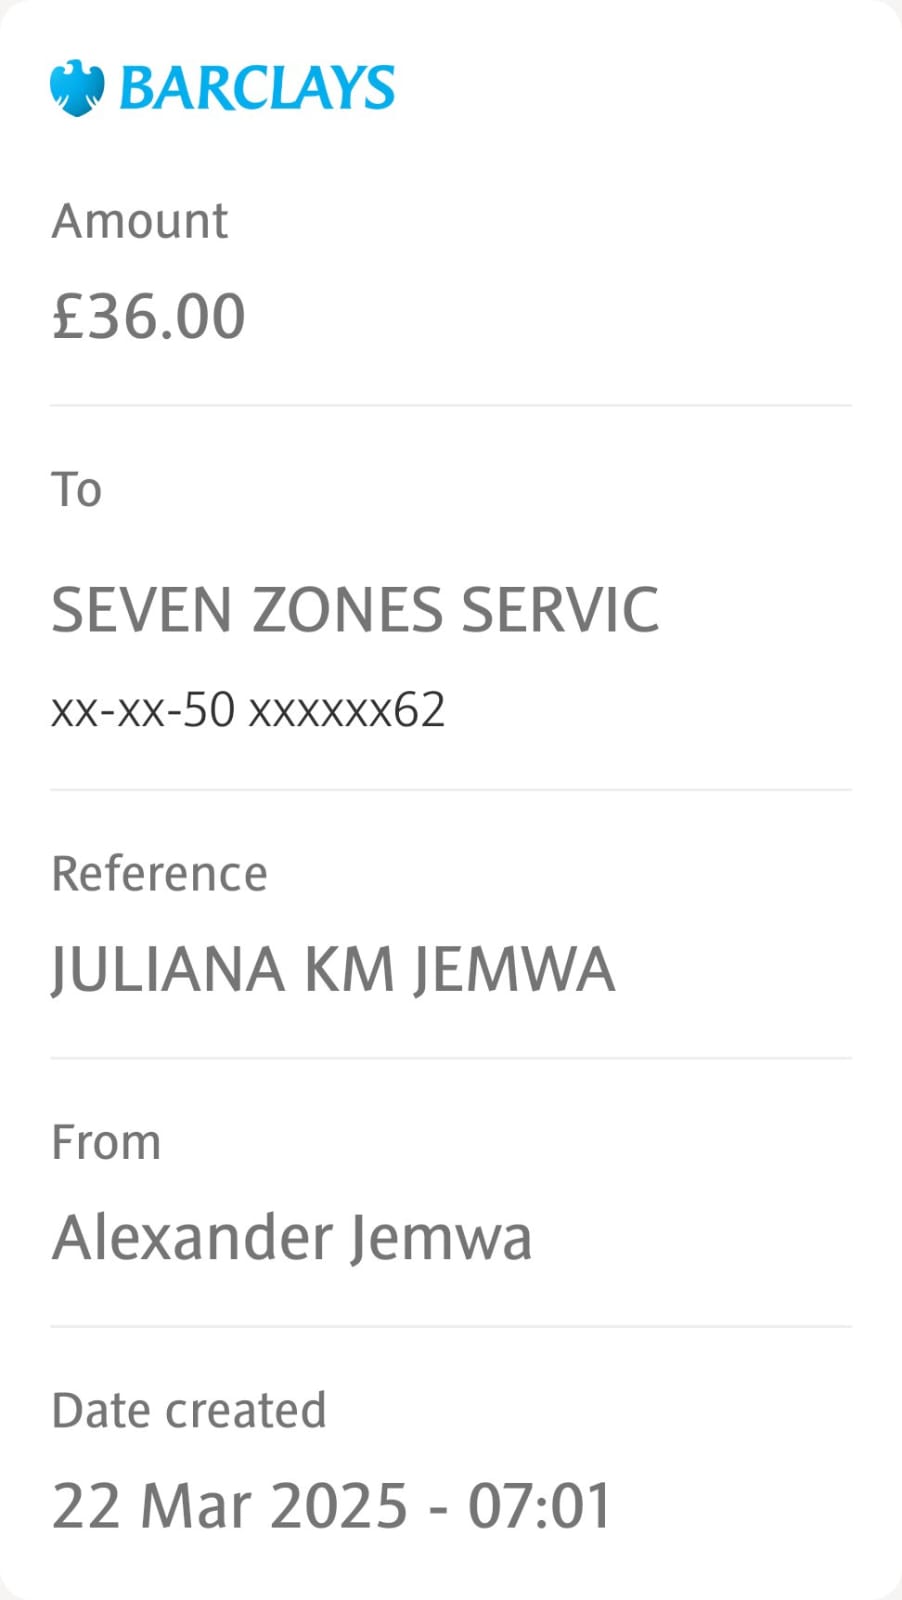 BARCLAYS
Amount
£36.00
To
SEVEN ZONES SERVIC
xx-xx-50 xxxxxx62
Reference
JULIANA KM JEMWA
From
Alexander Jemwa
Date created
22 Mar 2025 - 07:01